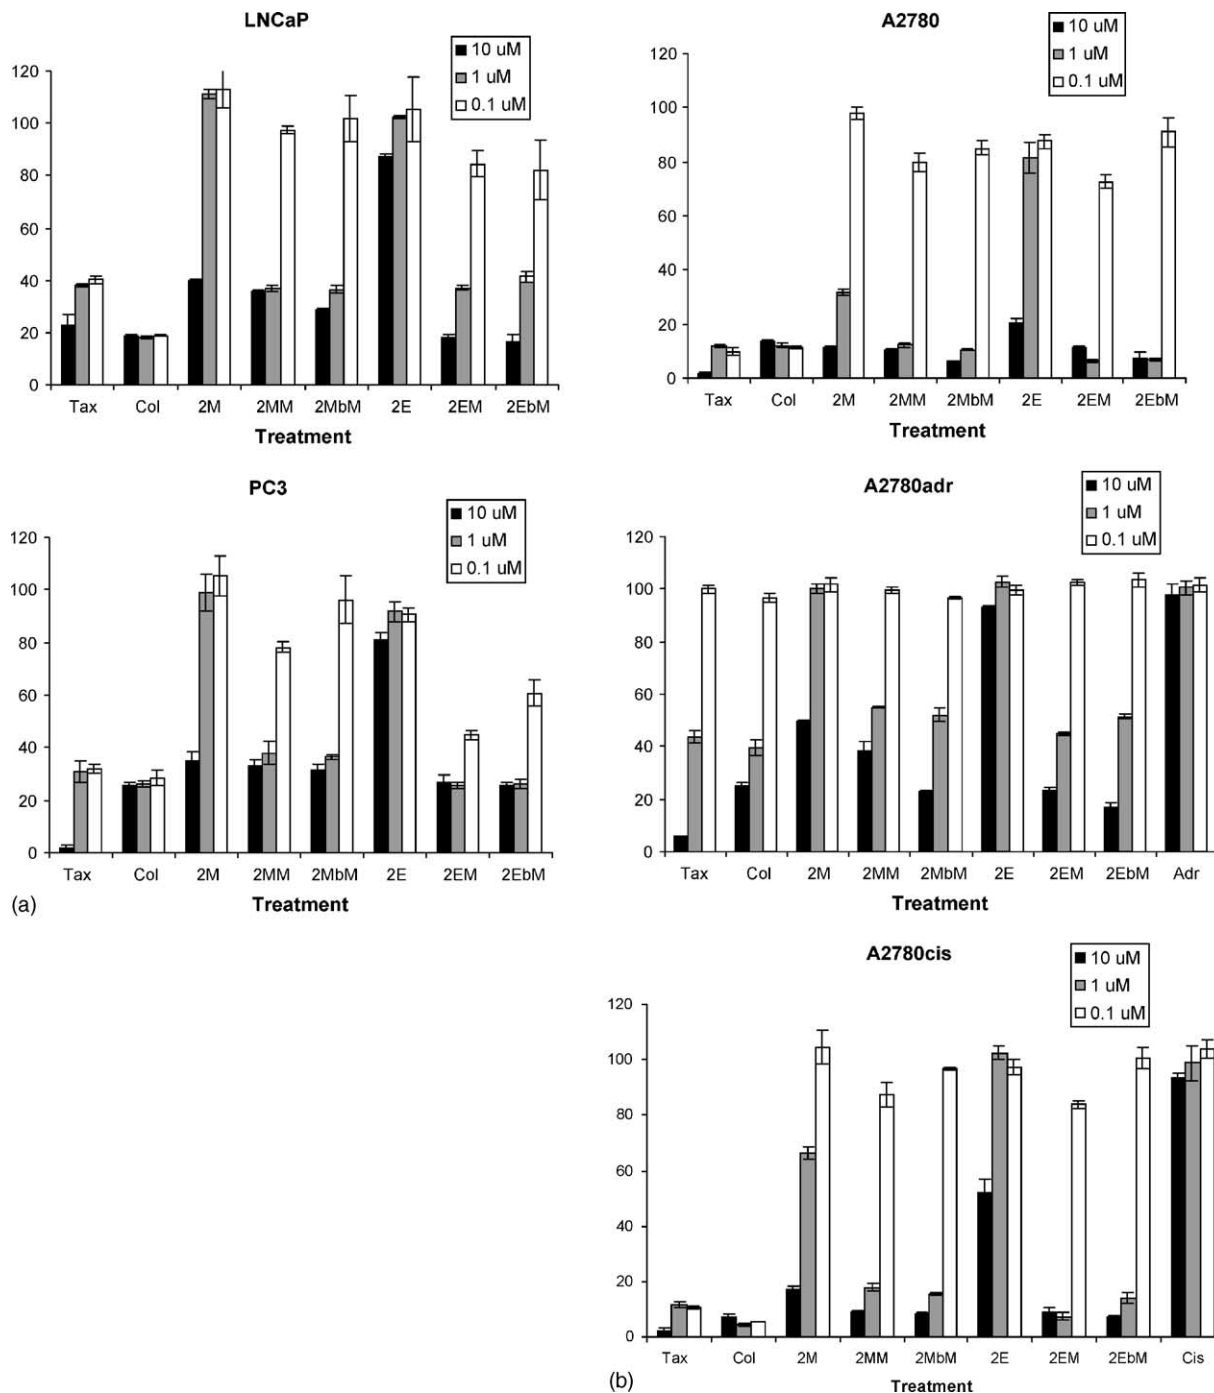 LNCaP
10 uM
1 uM
0.1 uM
120
100
80
60
40
20
0
Tax Col 2M 2MM 2MbM 2E 2EM 2EbM
Treatment
A2780
10 uM
1 uM
0.1 uM
120
100
80
60
40
20
0
Tax Col 2M 2MM 2MbM 2E 2EM 2EbM
Treatment
PC3
10 uM
1 uM
0.1 uM
120
100
80
60
40
20
0
Tax Col 2M 2MM 2MbM 2E 2EM 2EbM
(a)
Treatment
A2780adr
10 uM
1 uM
0.1 uM
120
100
80
60
40
20
0
Tax Col 2M 2MM 2MbM 2E 2EM 2EbM Adr
Treatment
A2780cis
10 uM
1 uM
0.1 uM
120
100
80
60
40
20
0
Tax Col 2M 2MM 2MbM 2E 2EM 2EbM Cis
(b)
Treatment